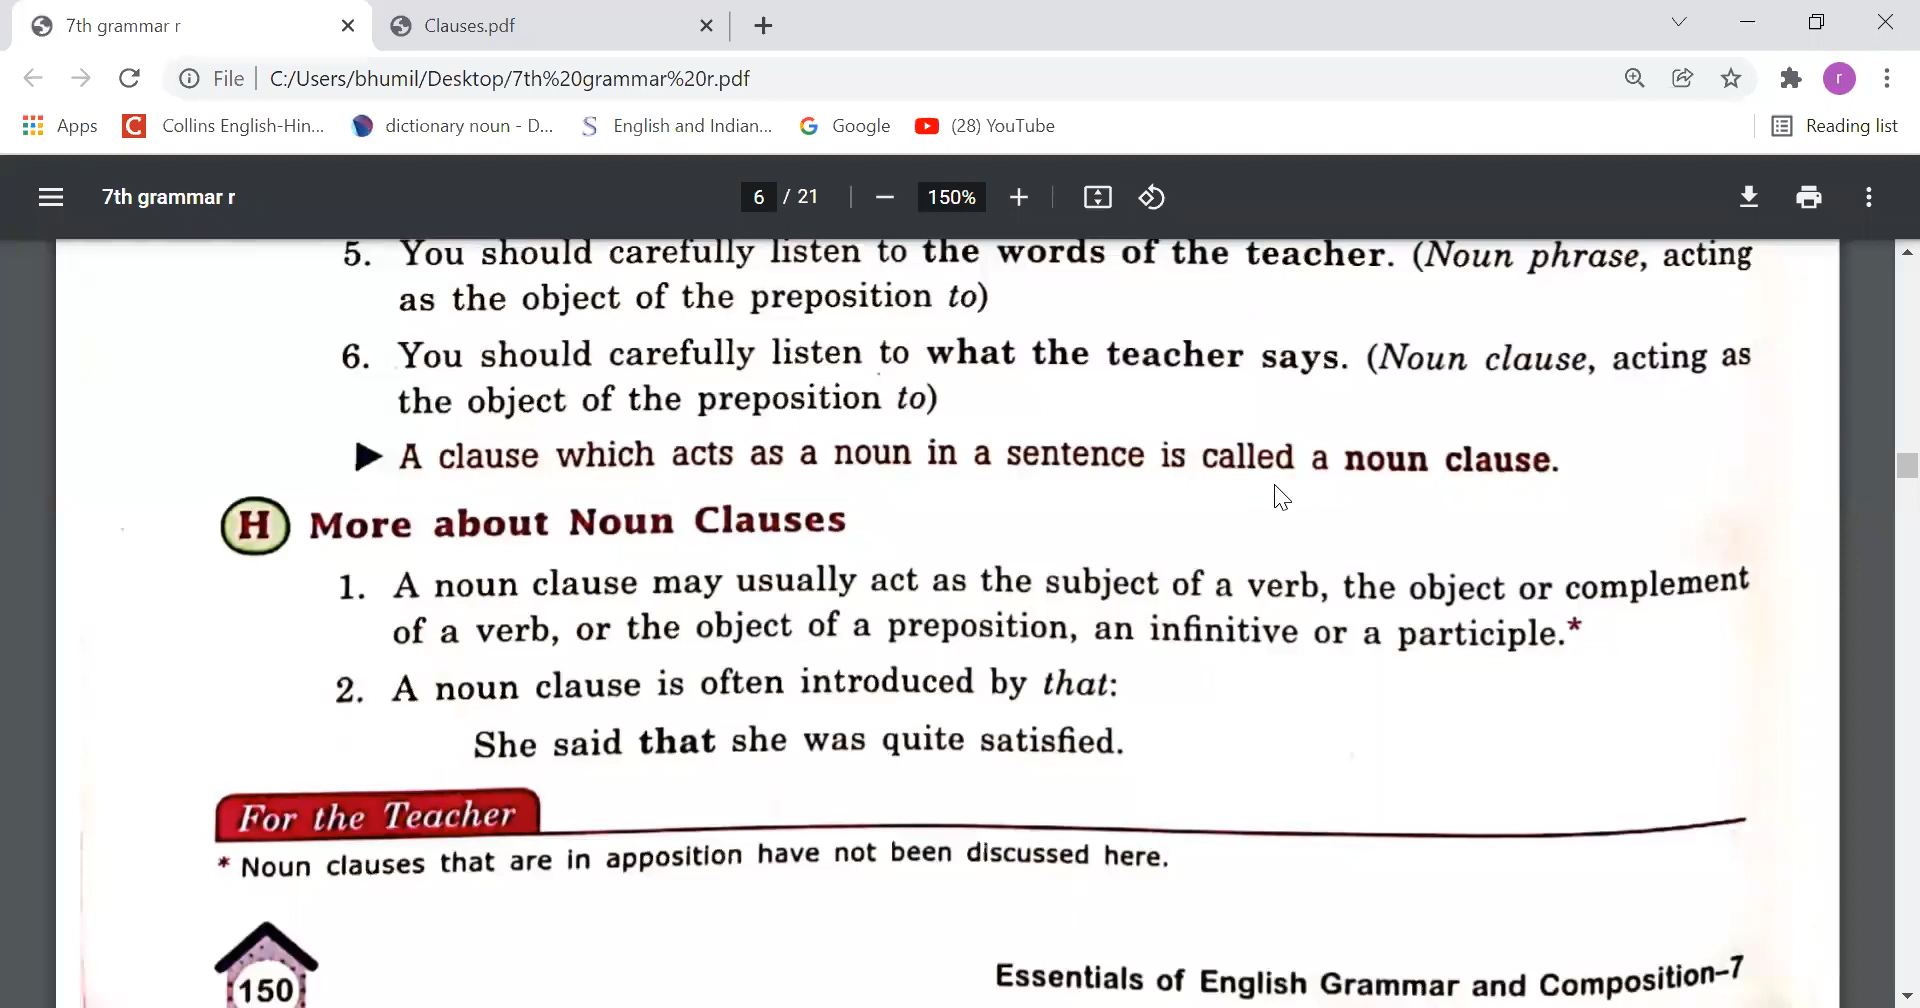 7th grammar r
Clauses.pdf
File
C:/Users/bhumil/Desktop/7th%20grammar%20r.pdf
r
Apps
Collins English-Hin...
dictionary noun - D...
English and Indian...
Google
(28) YouTube
Reading list
7th grammar r
6 / 21
150%
5. You should carefully listen to the words of the teacher. (Noun phrase, acting
as the object of the preposition to)
6. You should carefully listen to what the teacher says. (Noun clause, acting as
the object of the preposition to)
▶ A clause which acts as a noun in a sentence is called a noun clause.
H More about Noun Clauses
1. A noun clause may usually act as the subject of a verb, the object or complement
of a verb, or the object of a preposition, an infinitive or a participle.*
2. A noun clause is often introduced by that:
She said that she was quite satisfied.
For the Teacher
* Noun clauses that are in apposition have not been discussed here.
150
Essentials of English Grammar and Composition–7